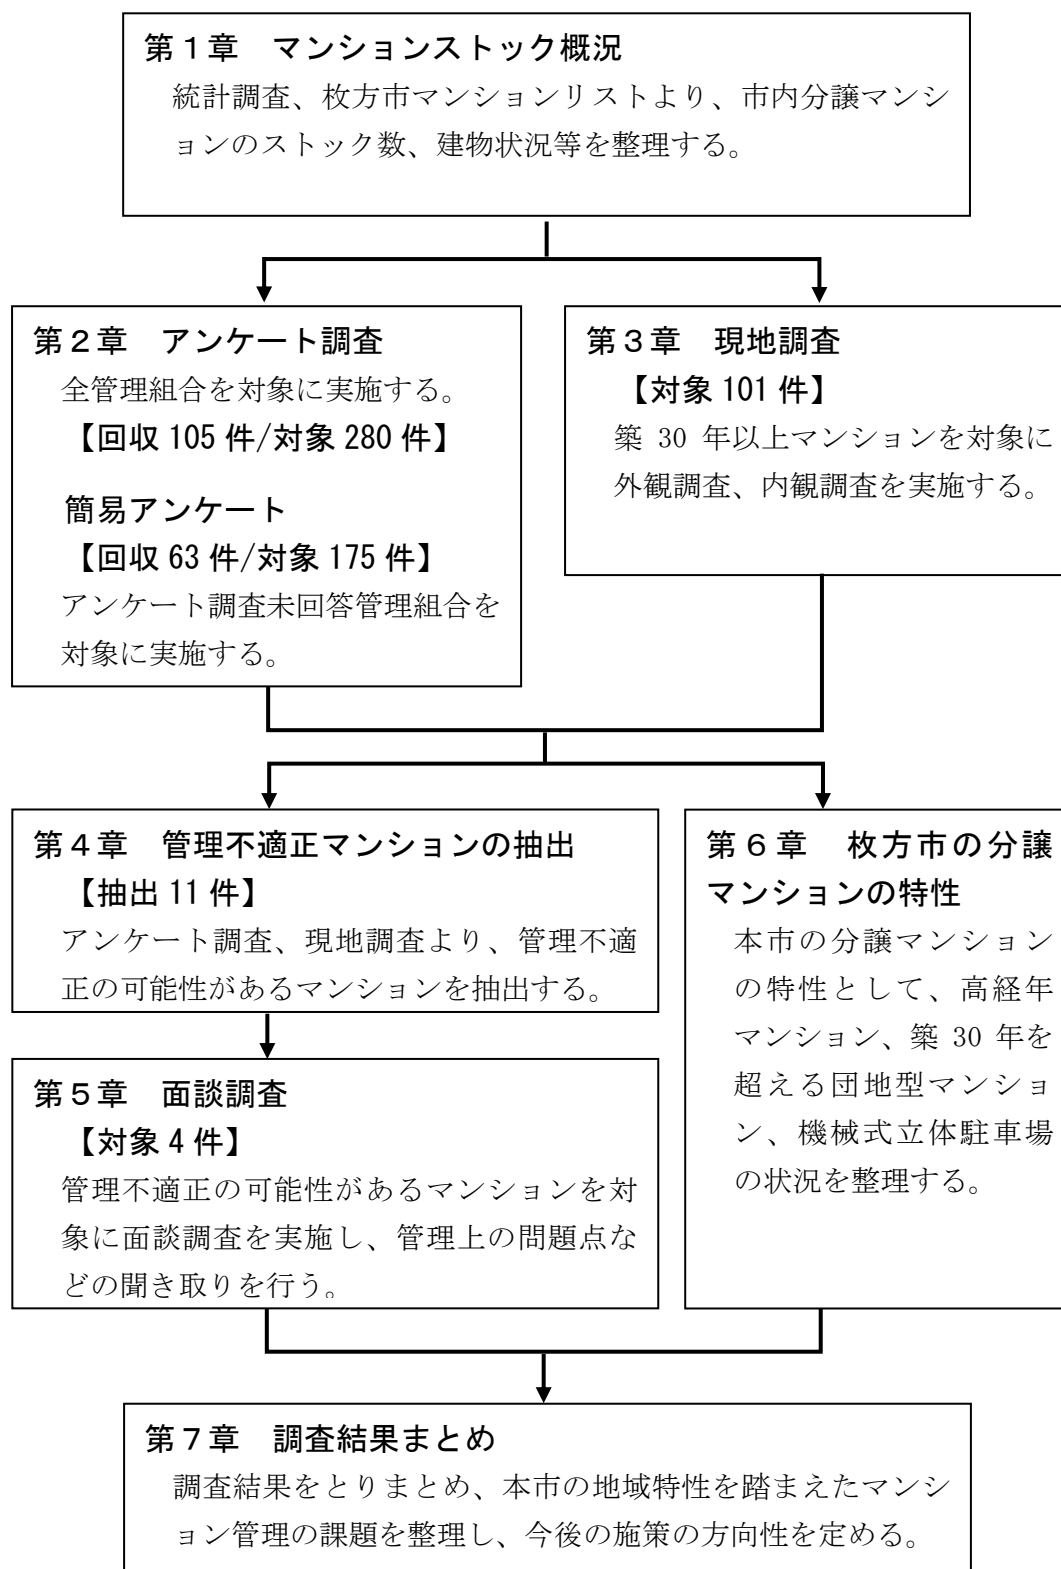 第１章　マンションストック概況
統計調査、枚方市マンションリストより、市内分譲マンシ
ョンのストック数、建物状況等を整理する。
第２章　アンケート調査
全管理組合を対象に実施する。
【回収 105 件/対象 280 件】
簡易アンケート
【回収 63 件/対象 175 件】
アンケート調査未回答管理組合を
対象に実施する。
第３章　現地調査
【対象 101 件】
築 30 年以上マンションを対象に
外観調査、内観調査を実施する。
第４章　管理不適正マンションの抽出
【抽出 11 件】
アンケート調査、現地調査より、管理不適
正の可能性があるマンションを抽出する。
第５章　面談調査
【対象 4 件】
管理不適正の可能性があるマンションを対
象に面談調査を実施し、管理上の問題点な
どの聞き取りを行う。
第６章　枚方市の分譲
マンションの特性
本市の分譲マンション
の特性として、高経年
マンション、築 30 年を
超える団地型マンショ
ン、機械式立体駐車場
の状況を整理する。
第７章　調査結果まとめ
調査結果をとりまとめ、本市の地域特性を踏まえたマンシ
ョン管理の課題を整理し、今後の施策の方向性を定める。